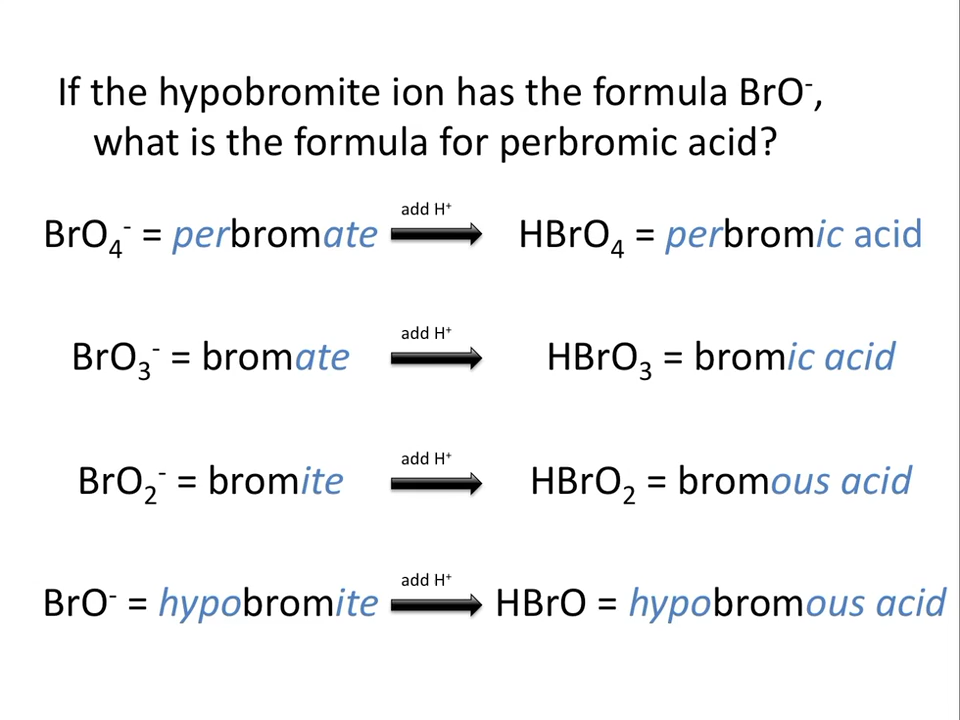 If the hypobromite ion has the formula BrO⁻,
what is the formula for perbromic acid?
BrO₄⁻ = perbromate add H⁺ HBrO₄ = perbromic acid
BrO₃⁻ = bromate add H⁺ HBrO₃ = bromic acid
BrO₂⁻ = bromite add H⁺ HBrO₂ = bromous acid
BrO⁻ = hypobromite add H⁺ HBrO = hypobromous acid